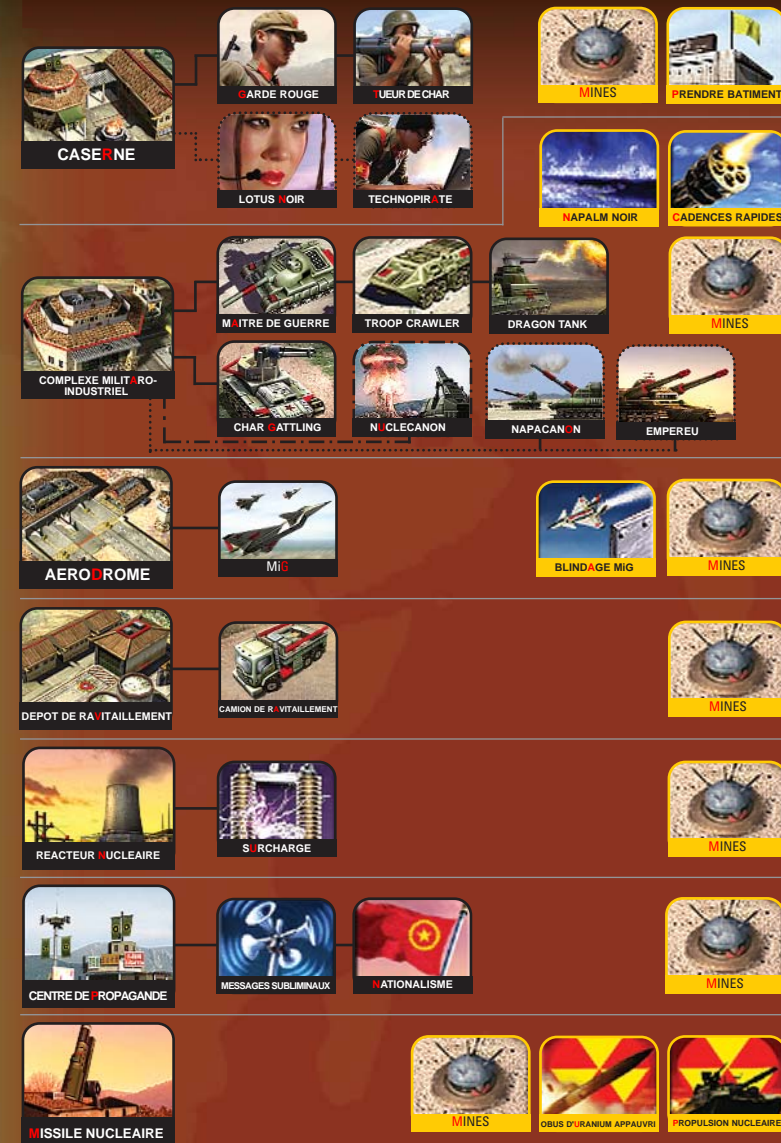 GARDE ROUGE
TUEUR DE CHAR
MINES
PRENDRE BATIMENT
CASERNE
LOTUS NOIR
TECHNOPIRATE
NAPALM NOIR
CADENCES RAPIDES
MAITRE DE GUERRE
TROOP CRAWLER
DRAGON TANK
MINES
COMPLEXE MILITARO-
INDUSTRIEL
CHAR GATTLING
NUCLECANON
NAPACANON
EMPEREU
AERODROME
MiG
BLINDAGE MiG
MINES
DEPOT DE RAVITAILLEMENT
CAMION DE RAVITAILLEMENT
MINES
REACTEUR NUCLEAIRE
SURCHARGE
MINES
CENTRE DE PROPAGANDE
MESSAGES SUBLIMINAUX
NATIONALISME
MINES
MISSILE NUCLEAIRE
MINES
OBUS D'URANIUM APPAUVRI
PROPULSION NUCLEAIRE